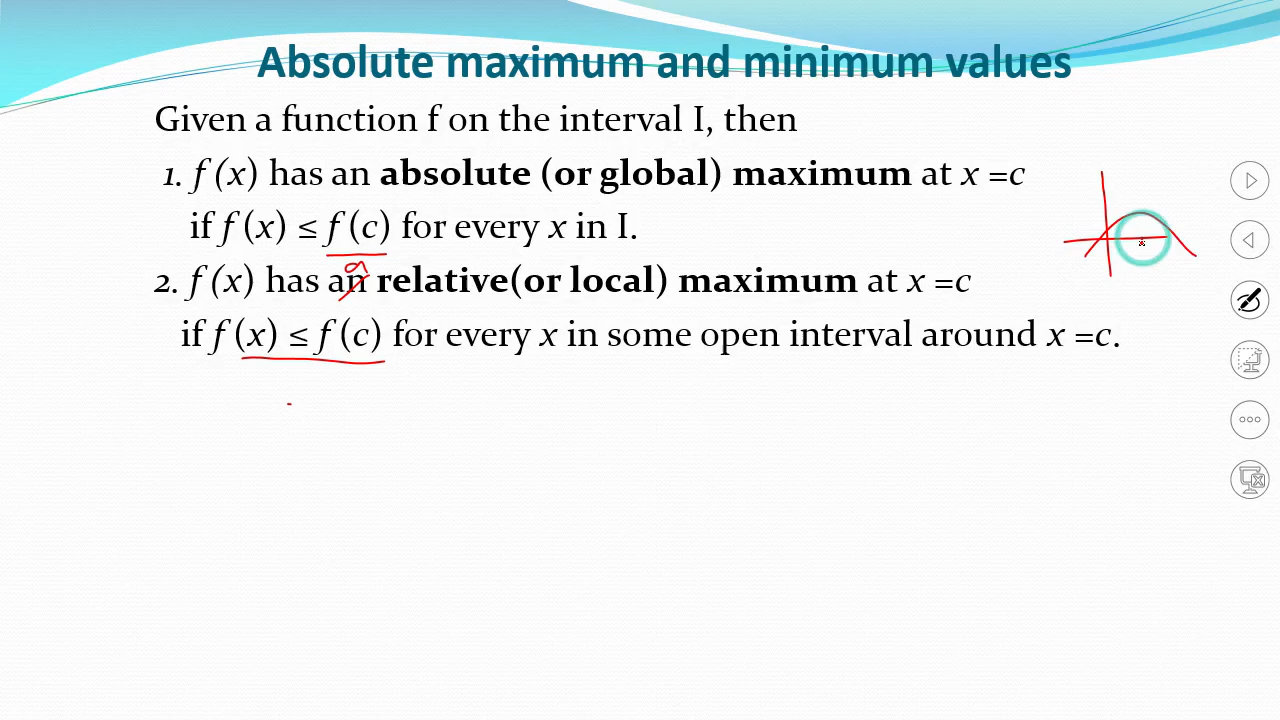 Absolute maximum and minimum values
Given a function f on the interval I, then
1. f (x) has an absolute (or global) maximum at x =c
if f (x) ≤ f (c) for every x in I.
a
2. f (x) has an relative(or local) maximum at x =c
if f (x) ≤ f (c) for every x in some open interval around x =c.